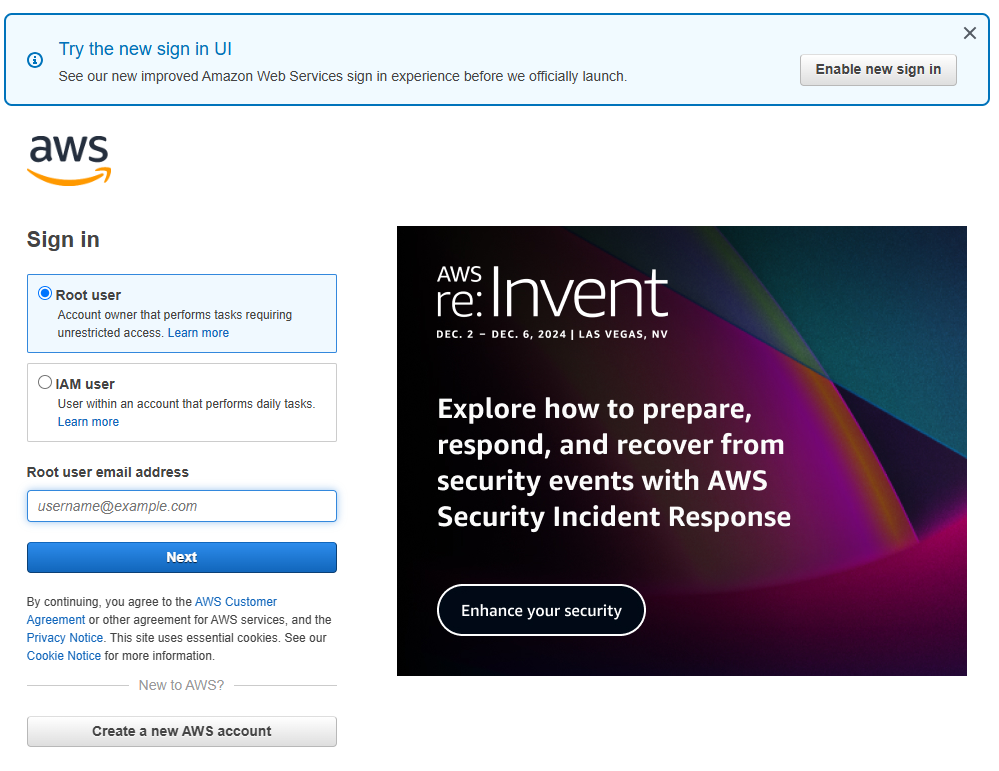 Try the new sign in UI
See our new improved Amazon Web Services sign in experience before we officially launch.
Enable new sign in
aws
Sign in
Root user
Account owner that performs tasks requiring
unrestricted access. Learn more
IAM user
User within an account that performs daily tasks.
Learn more
Root user email address
username@example.com
Next
By continuing, you agree to the AWS Customer
Agreement or other agreement for AWS services, and the
Privacy Notice. This site uses essential cookies. See our
Cookie Notice for more information.
New to AWS?
Create a new AWS account
AWS
re:Invent
DEC. 2 – DEC. 6, 2024 | LAS VEGAS, NV
Explore how to prepare,
respond, and recover from
security events with AWS
Security Incident Response
Enhance your security